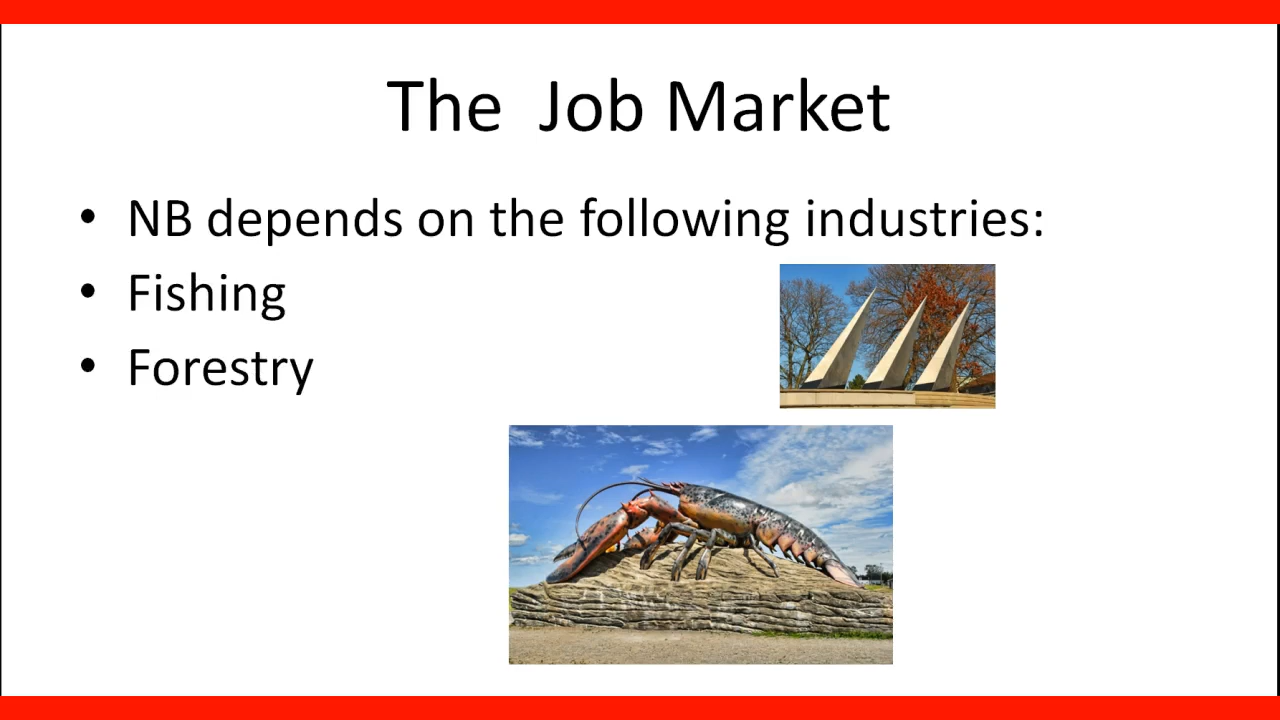 The  Job Market
• NB depends on the following industries:
• Fishing
• Forestry